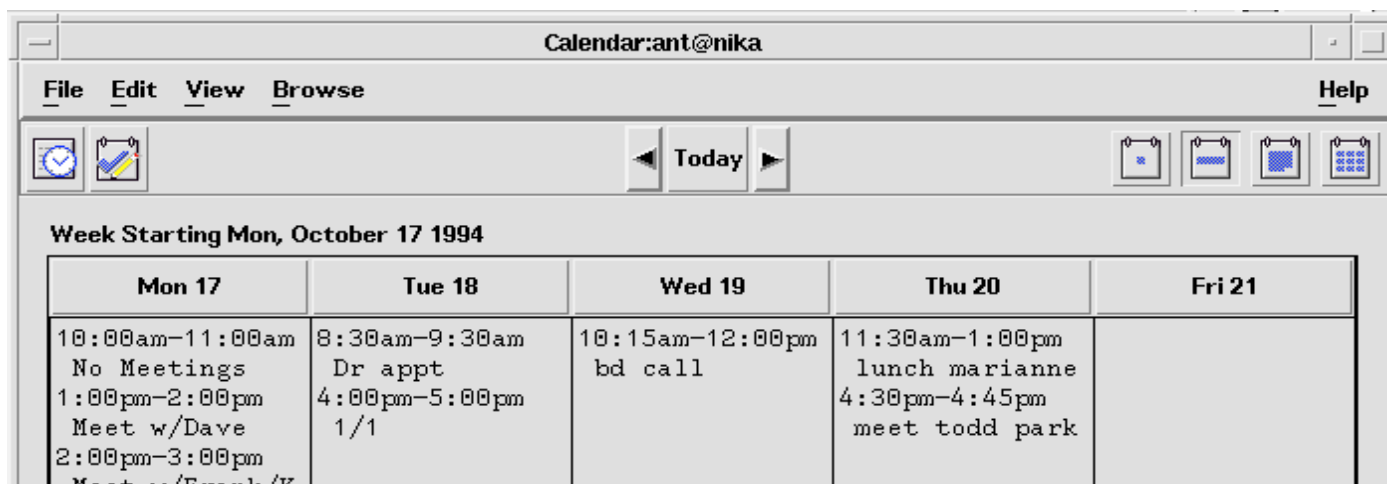 Calendar:ant@nika
File Edit View Browse Help
Today
Week Starting Mon, October 17 1994
Mon 17 Tue 18 Wed 19 Thu 20 Fri 21
10:00am—11:00am 8:30am—9:30am 10:15am—12:00pm 11:30am—1:00pm
No Meetings Dr appt bd call lunch marianne
1:00pm—2:00pm 4:00pm—5:00pm 4:30pm—4:45pm
Meet w/Dave 1/1 meet todd park
2:00pm—3:00pm